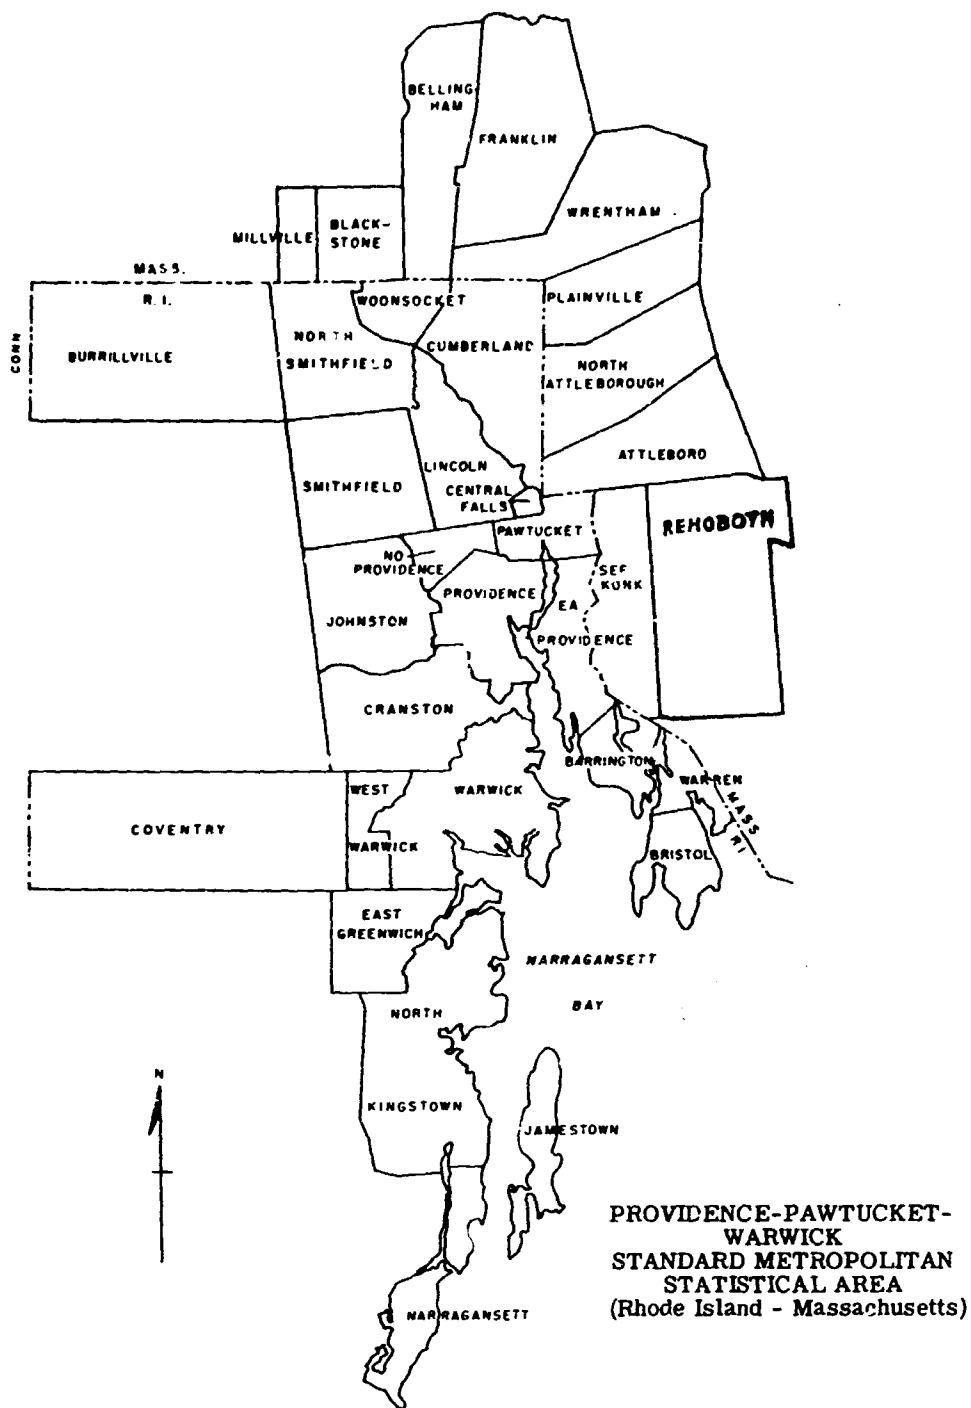 BELLING
HAM
FRANKLIN
WRENTHAM
MILLVILLE
BLACK-
STONE
MASS.
R. I.
WOONSOCKET
PLAINVILLE
CONN
BURRILLVILLE
NORTH
SMITHFIELD
CUMBERLAND
NORTH
ATTLEBOROUGH
ATTLEBORO
LINCOLN
SMITHFIELD
CENTRAL
FALLS
REHOBOTH
PAWTUCKET
NO
PROVIDENCE
SEE
KONK
PROVIDENCE
EA
PROVIDENCE
JOHNSTON
CRANSTON
BARRINGTON
WARREN
MASS
R I
WEST
WARWICK
WARWICK
COVENTRY
BRISTOL
EAST
GREENWICH
NARRAGANSETT
BAY
NORTH
KINGSTOWN
N
JAMESTOWN
NARRAGANSETT
PROVIDENCE-PAWTUCKET-
WARWICK
STANDARD METROPOLITAN
STATISTICAL AREA
(Rhode Island - Massachusetts)